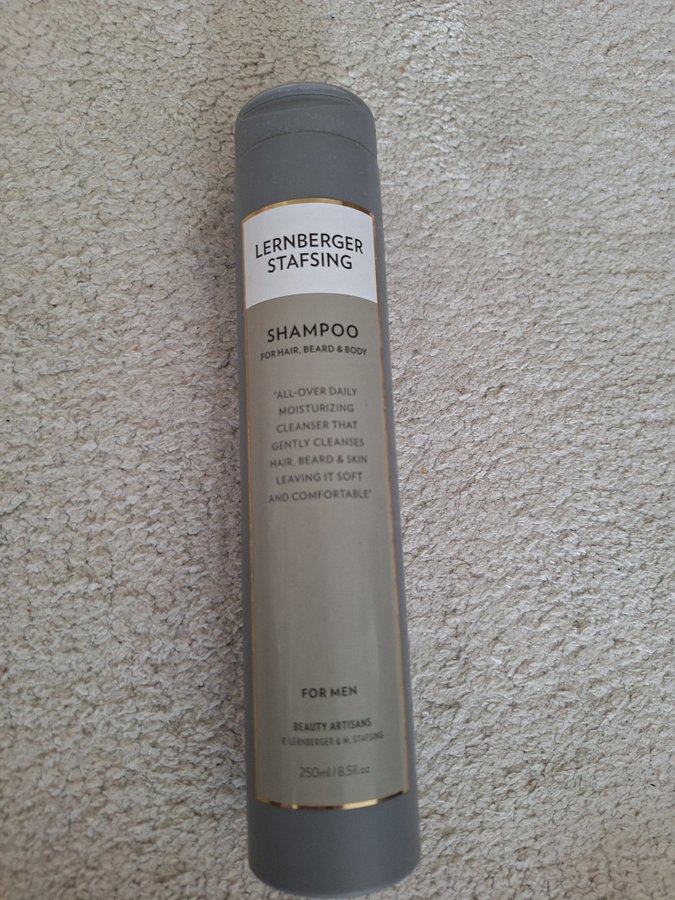 LERNBERGER
STAFSING
SHAMPOO
FOR HAIR, BEARD & BODY
"ALL-OVER DAILY
MOISTURIZING
CLEANSER THAT
GENTLY CLEANSES
HAIR, BEARD & SKIN
LEAVING IT SOFT
AND COMFORTABLE"
FOR MEN
BEAUTY ARTISANS
LERNBERGER & M. STAFSING
250ml / 8.5fl.oz